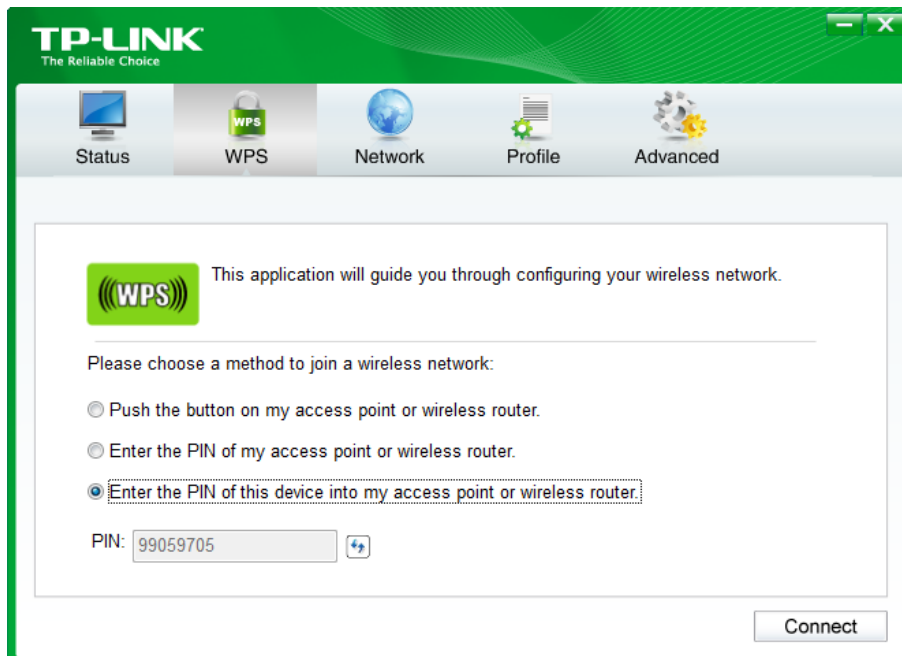 TP-LINK
The Reliable Choice
WPS
Status WPS Network Profile Advanced
(((WPS))) This application will guide you through configuring your wireless network.
Please choose a method to join a wireless network:
Push the button on my access point or wireless router.
Enter the PIN of my access point or wireless router.
Enter the PIN of this device into my access point or wireless router.
PIN: 99059705
Connect